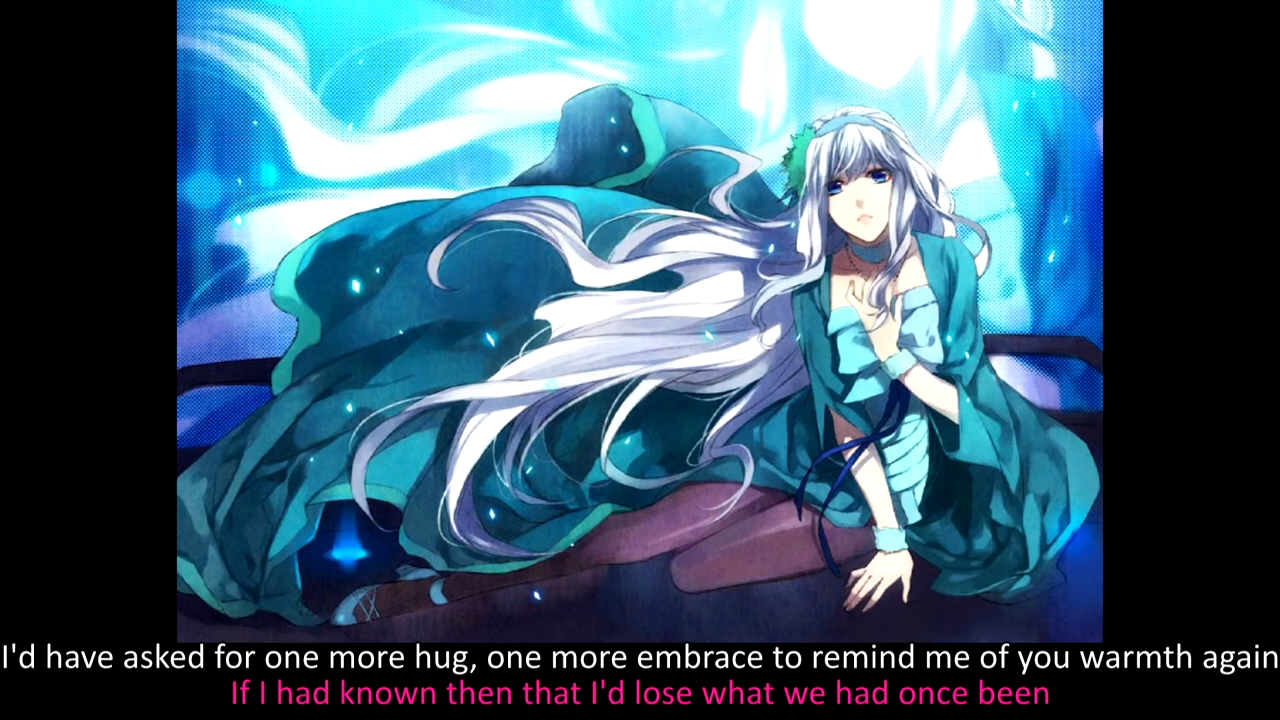 I'd have asked for one more hug, one more embrace to remind me of you warmth again
If I had known then that I'd lose what we had once been